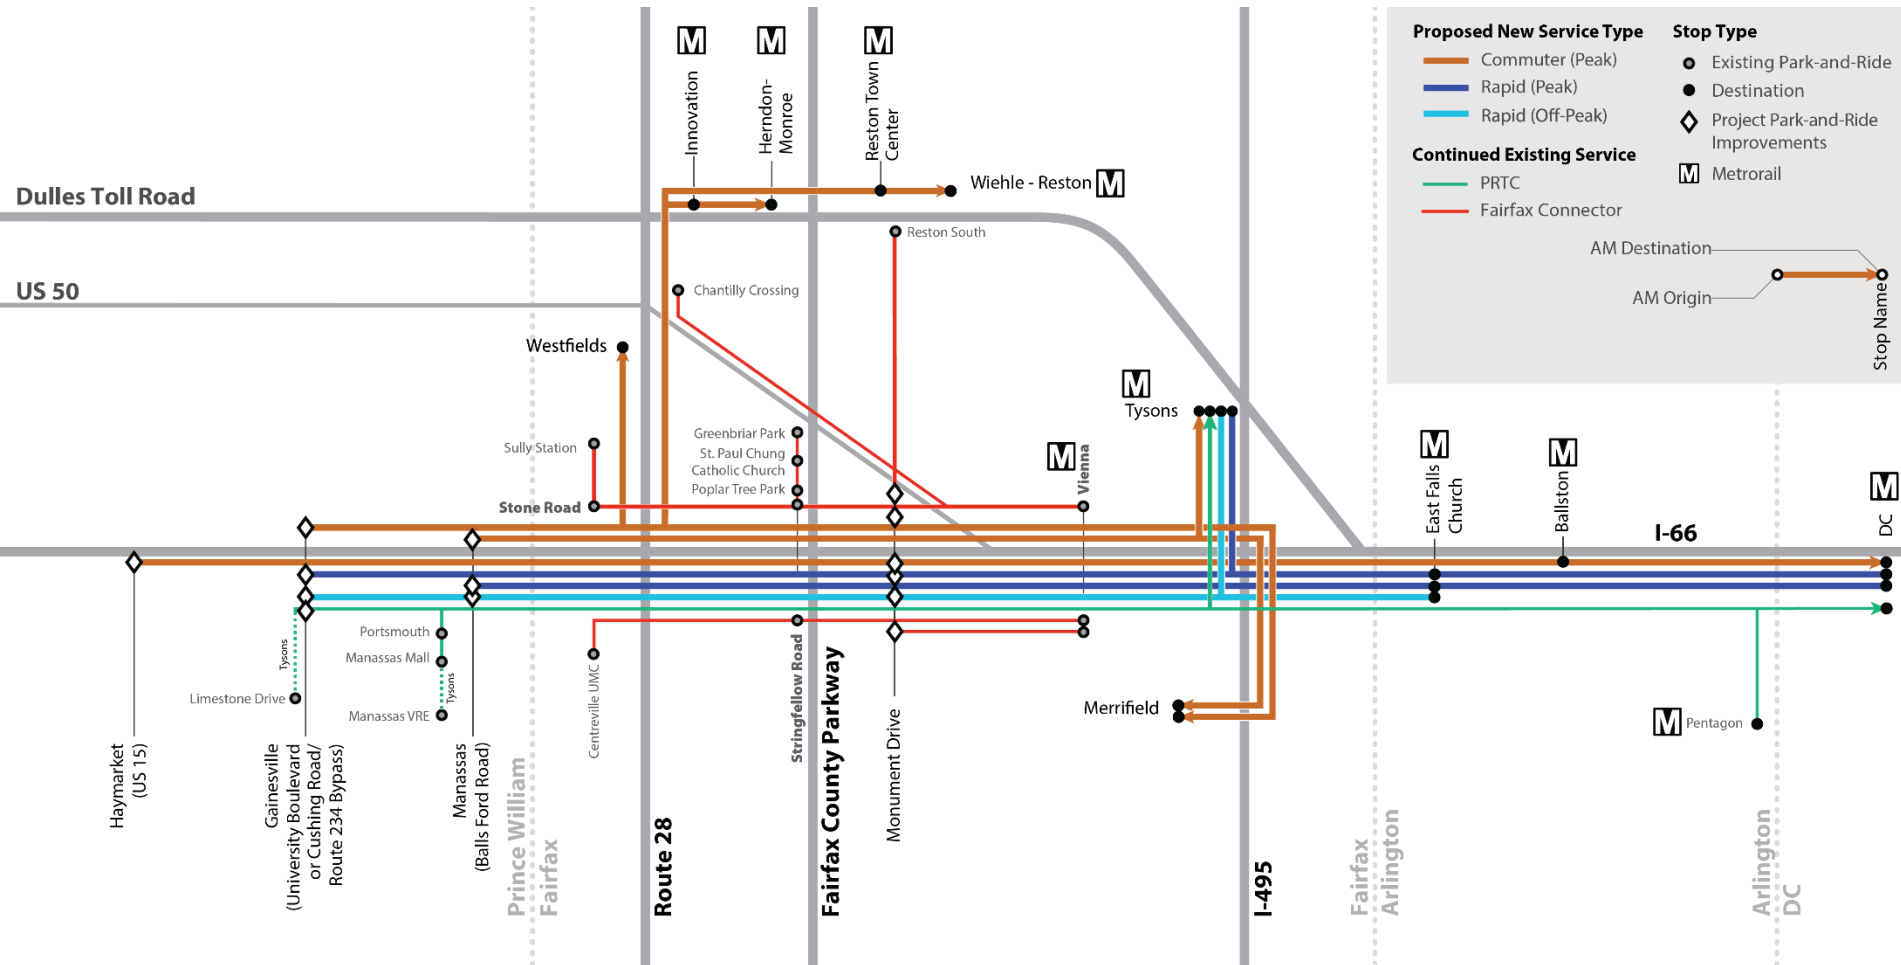 Proposed New Service Type
Commuter (Peak)
Rapid (Peak)
Rapid (Off-Peak)
Continued Existing Service
PRTC
Fairfax Connector
Stop Type
Existing Park-and-Ride
Destination
Project Park-and-Ride
Improvements
M Metrorail
AM Destination
AM Origin
Stop Name
M
M
M
Innovation
Herndon-
Monroe
Reston Town
Center
Wiehle - Reston M
Dulles Toll Road
Reston South
US 50
Chantilly Crossing
Westfields
M
Tysons
Greenbriar Park
St. Paul Chung
Catholic Church
Poplar Tree Park
Sully Station
Stone Road
M
Vienna
M
East Falls
Church
M
Ballston
M
DC
I-66
Portsmouth
Manassas Mall
Manassas VRE
Tysons
Tysons
Limestone Drive
Centreville UMC
Stringfellow Road
Fairfax County Parkway
Monument Drive
Merrifield
M Pentagon
Haymarket
(US 15)
Gainesville
(University Boulevard
or Cushing Road/
Route 234 Bypass)
Manassas
(Balls Ford Road)
Prince William
Fairfax
Route 28
I-495
Fairfax
Arlington
Arlington
DC